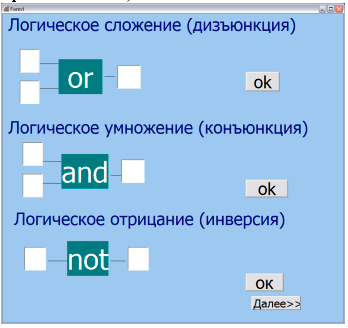 Form1
Логическое сложение (дизъюнкция)
or
ok
Логическое умножение (конъюнкция)
and
ok
Логическое отрицание (инверсия)
not
ок
Далее>>